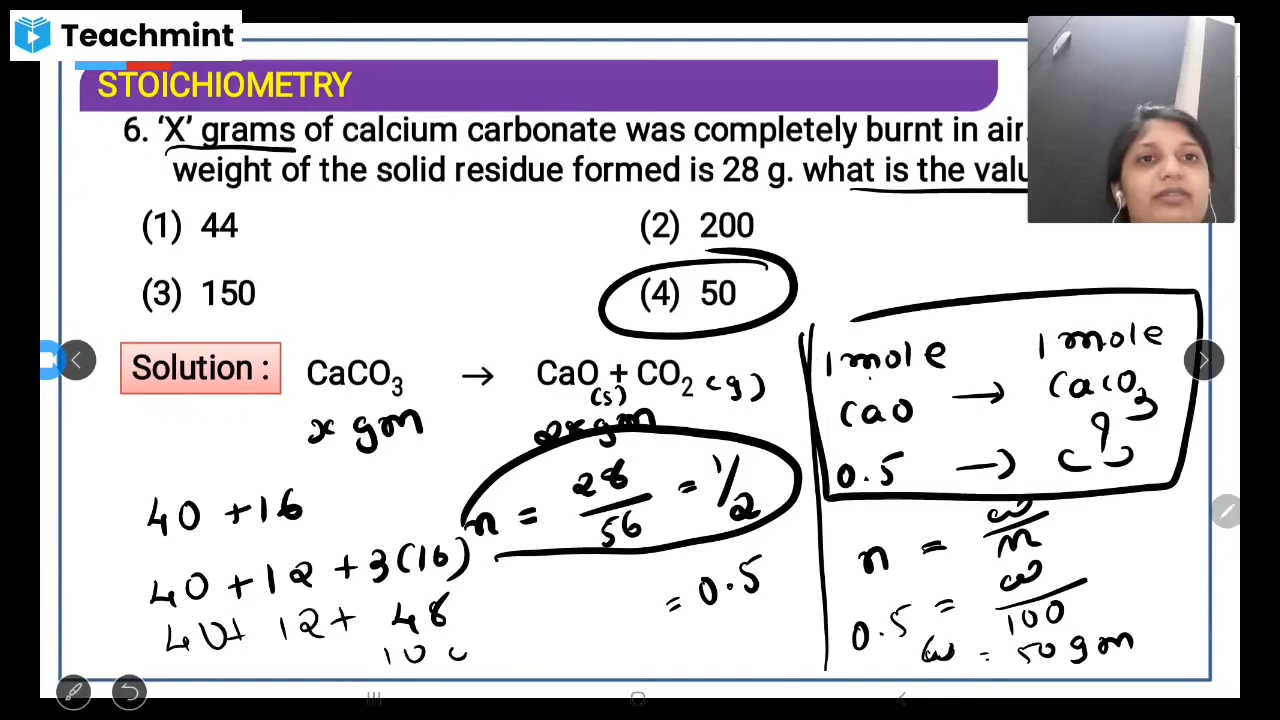 Teachmint
STOICHIOMETRY
6. ‘X’ grams of calcium carbonate was completely burnt in air.
weight of the solid residue formed is 28 g. what is the valu
(1) 44
(2) 200
(3) 150
(4) 50
Solution :
CaCO3 → CaO + CO2 (g)
(s)
x gm
gm
40 + 16
40 + 12 + 3(16)
40+ 12 + 48
100
n = 28/56 = 1/2
= 0.5
1 mole → 1 mole
CaO CaCO3
0.5 → ?
n = w/M
0.5 = w/100
w = 50 gm